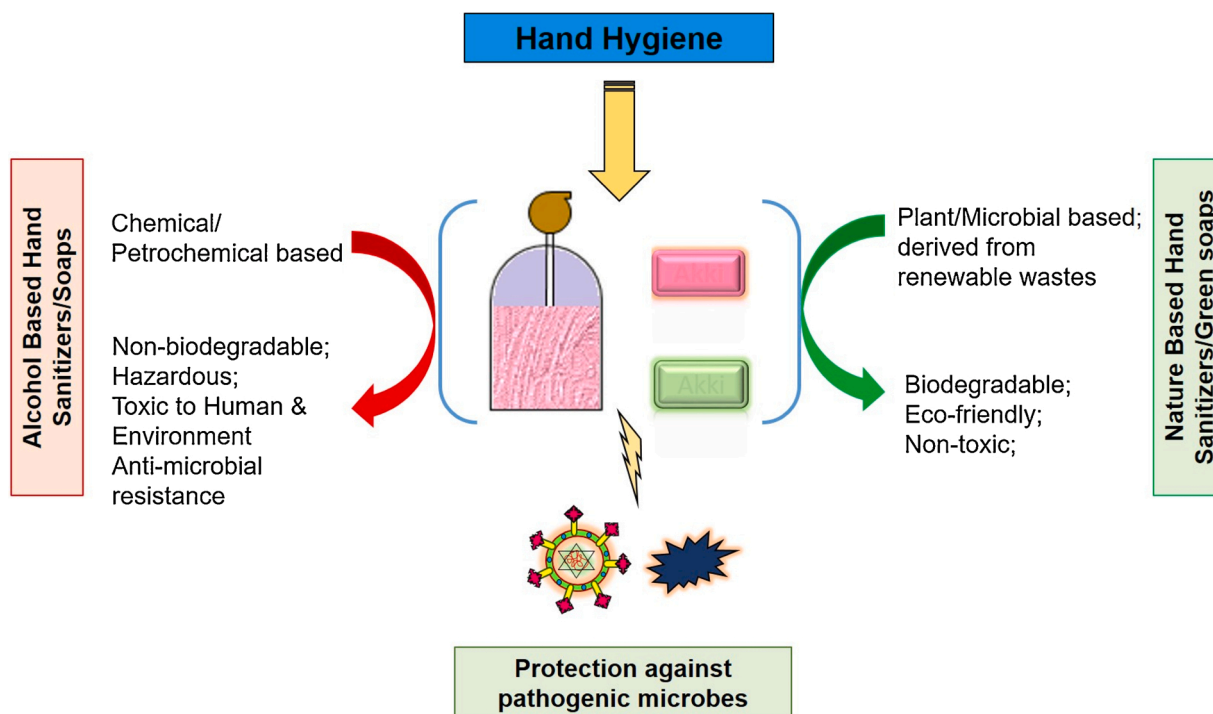 Hand Hygiene
Alcohol Based Hand
Sanitizers/Soaps
Chemical/
Petrochemical based
Non-biodegradable;
Hazardous;
Toxic to Human &
Environment
Anti-microbial
resistance
Akki
Akki
Plant/Microbial based;
derived from
renewable wastes
Biodegradable;
Eco-friendly;
Non-toxic;
Nature Based Hand
Sanitizers/Green soaps
Protection against
pathogenic microbes